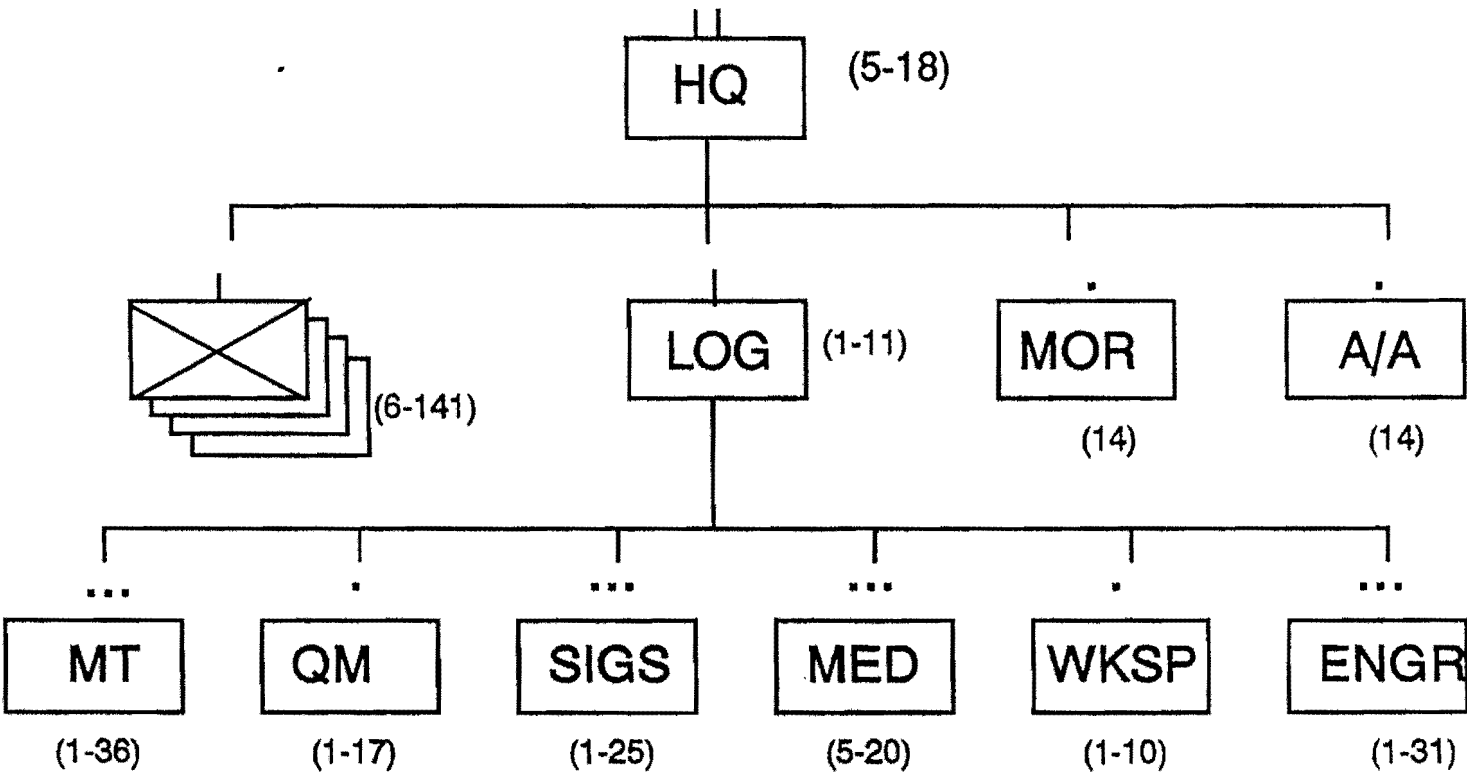 HQ (5-18)
LOG (1-11) MOR A/A
(6-141) (14) (14)
MT QM SIGS MED WKSP ENGR
(1-36) (1-17) (1-25) (5-20) (1-10) (1-31)